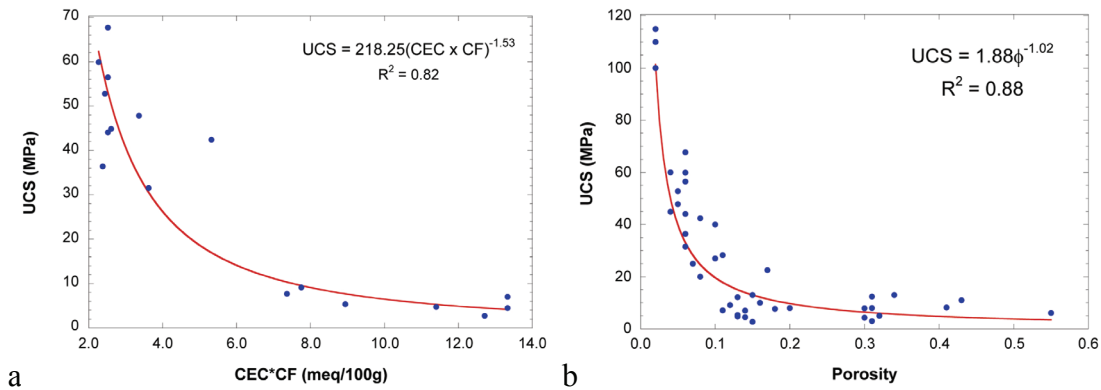 70
60
50
40
30
20
10
0
UCS (MPa)
UCS = 218.25(CEC x CF)^-1.53
R² = 0.82
2.0 4.0 6.0 8.0 10.0 12.0 14.0
CEC*CF (meq/100g)
a
120
100
80
60
40
20
0
UCS (MPa)
UCS = 1.88ϕ^-1.02
R² = 0.88
0.0 0.1 0.2 0.3 0.4 0.5 0.6
Porosity
b